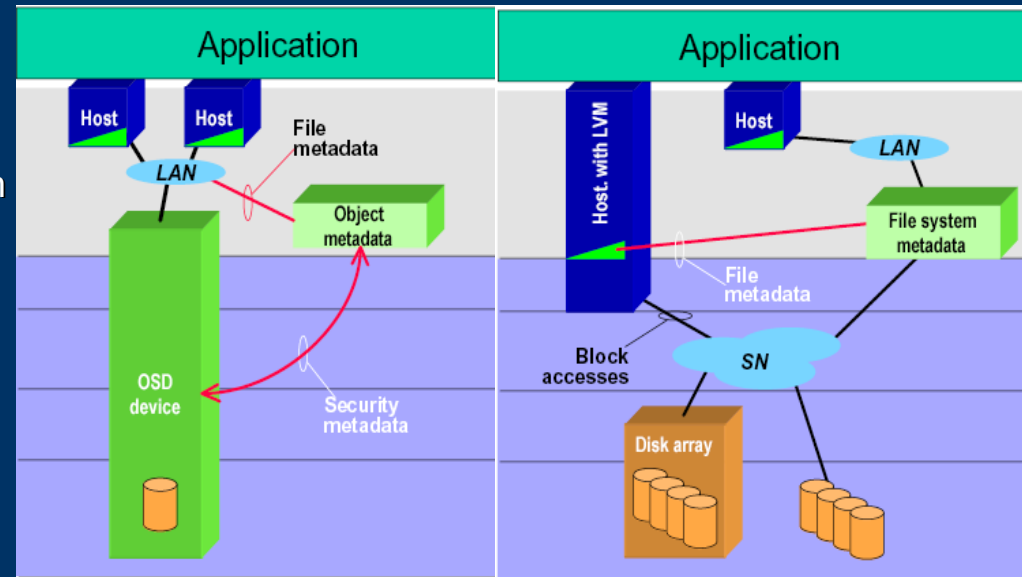 Application
Host
Host
File
metadata
LAN
Object
metadata
OSD
device
Security
metadata
n
Application
Host. with LVM
Host
LAN
File system
metadata
File
metadata
Block
accesses
SN
Disk array